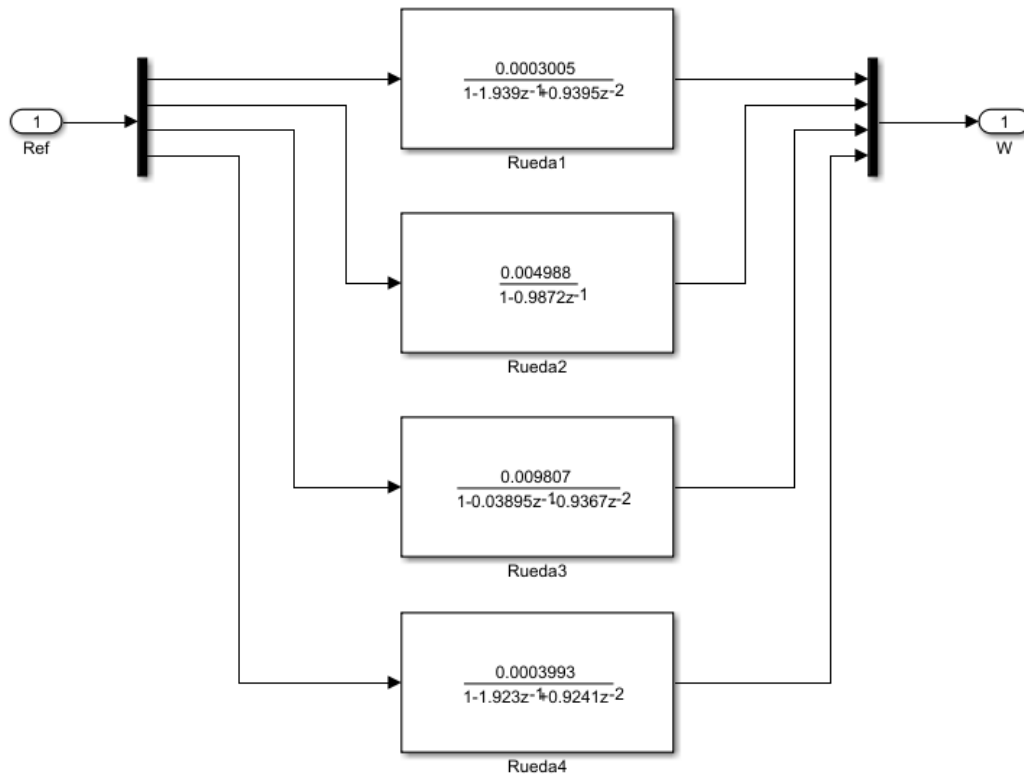 1
Ref
0.0003005
1-1.939z-1+0.9395z-2
Rueda1
1
W
0.004988
1-0.9872z-1
Rueda2
0.009807
1-0.03895z-1-0.9367z-2
Rueda3
0.0003993
1-1.923z-1+0.9241z-2
Rueda4